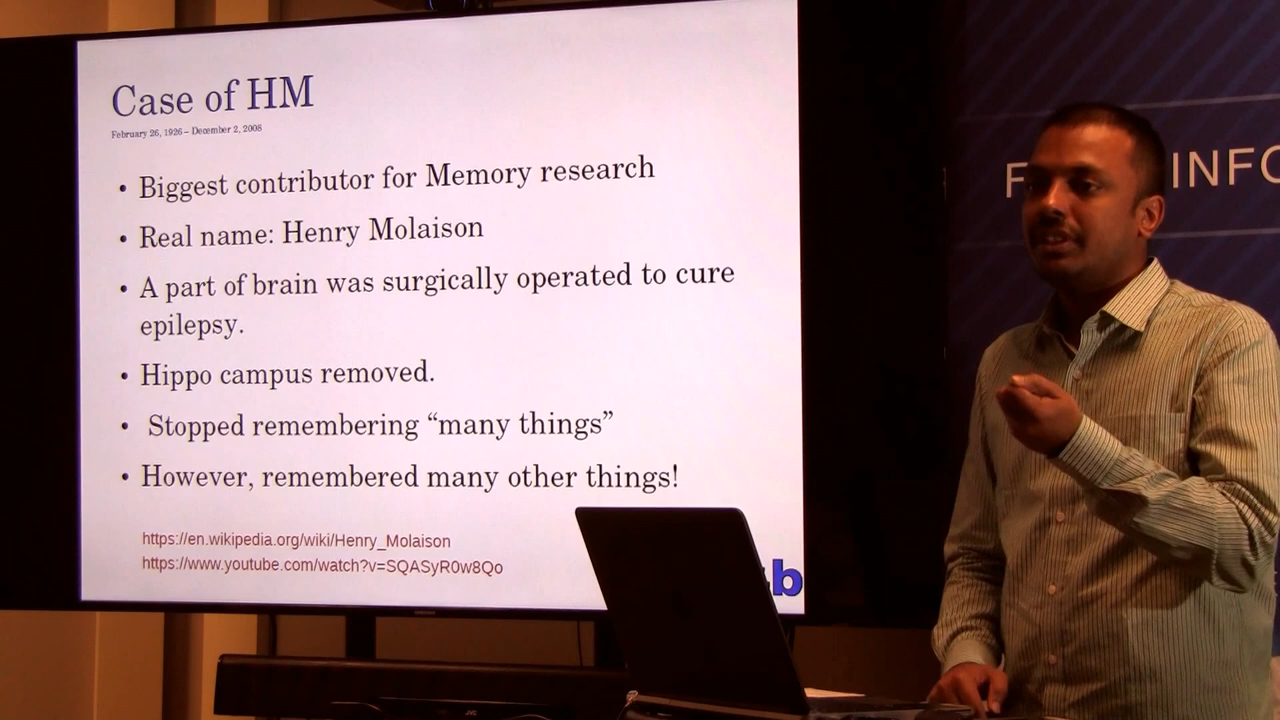 Case of HM
February 26, 1926 – December 2, 2008
• Biggest contributor for Memory research
• Real name: Henry Molaison
• A part of brain was surgically operated to cure
epilepsy.
• Hippo campus removed.
• Stopped remembering “many things”
• However, remembered many other things!
https://en.wikipedia.org/wiki/Henry_Molaison
https://www.youtube.com/watch?v=SQASyR0w8Qo
b
F
INFO
JVC